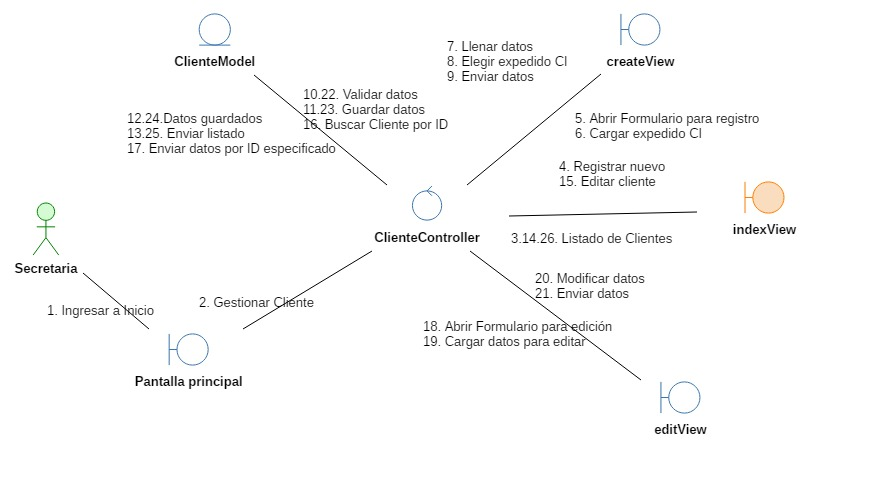 ClienteModel
createView
7. Llenar datos
8. Elegir expedido CI
9. Enviar datos
10.22. Validar datos
11.23. Guardar datos
16. Buscar Cliente por ID
12.24.Datos guardados
13.25. Enviar listado
17. Enviar datos por ID especificado
5. Abrir Formulario para registro
6. Cargar expedido CI
4. Registrar nuevo
15. Editar cliente
indexView
ClienteController
3.14.26. Listado de Clientes
Secretaria
20. Modificar datos
21. Enviar datos
1. Ingresar a Inicio
2. Gestionar Cliente
18. Abrir Formulario para edición
19. Cargar datos para editar
Pantalla principal
editView